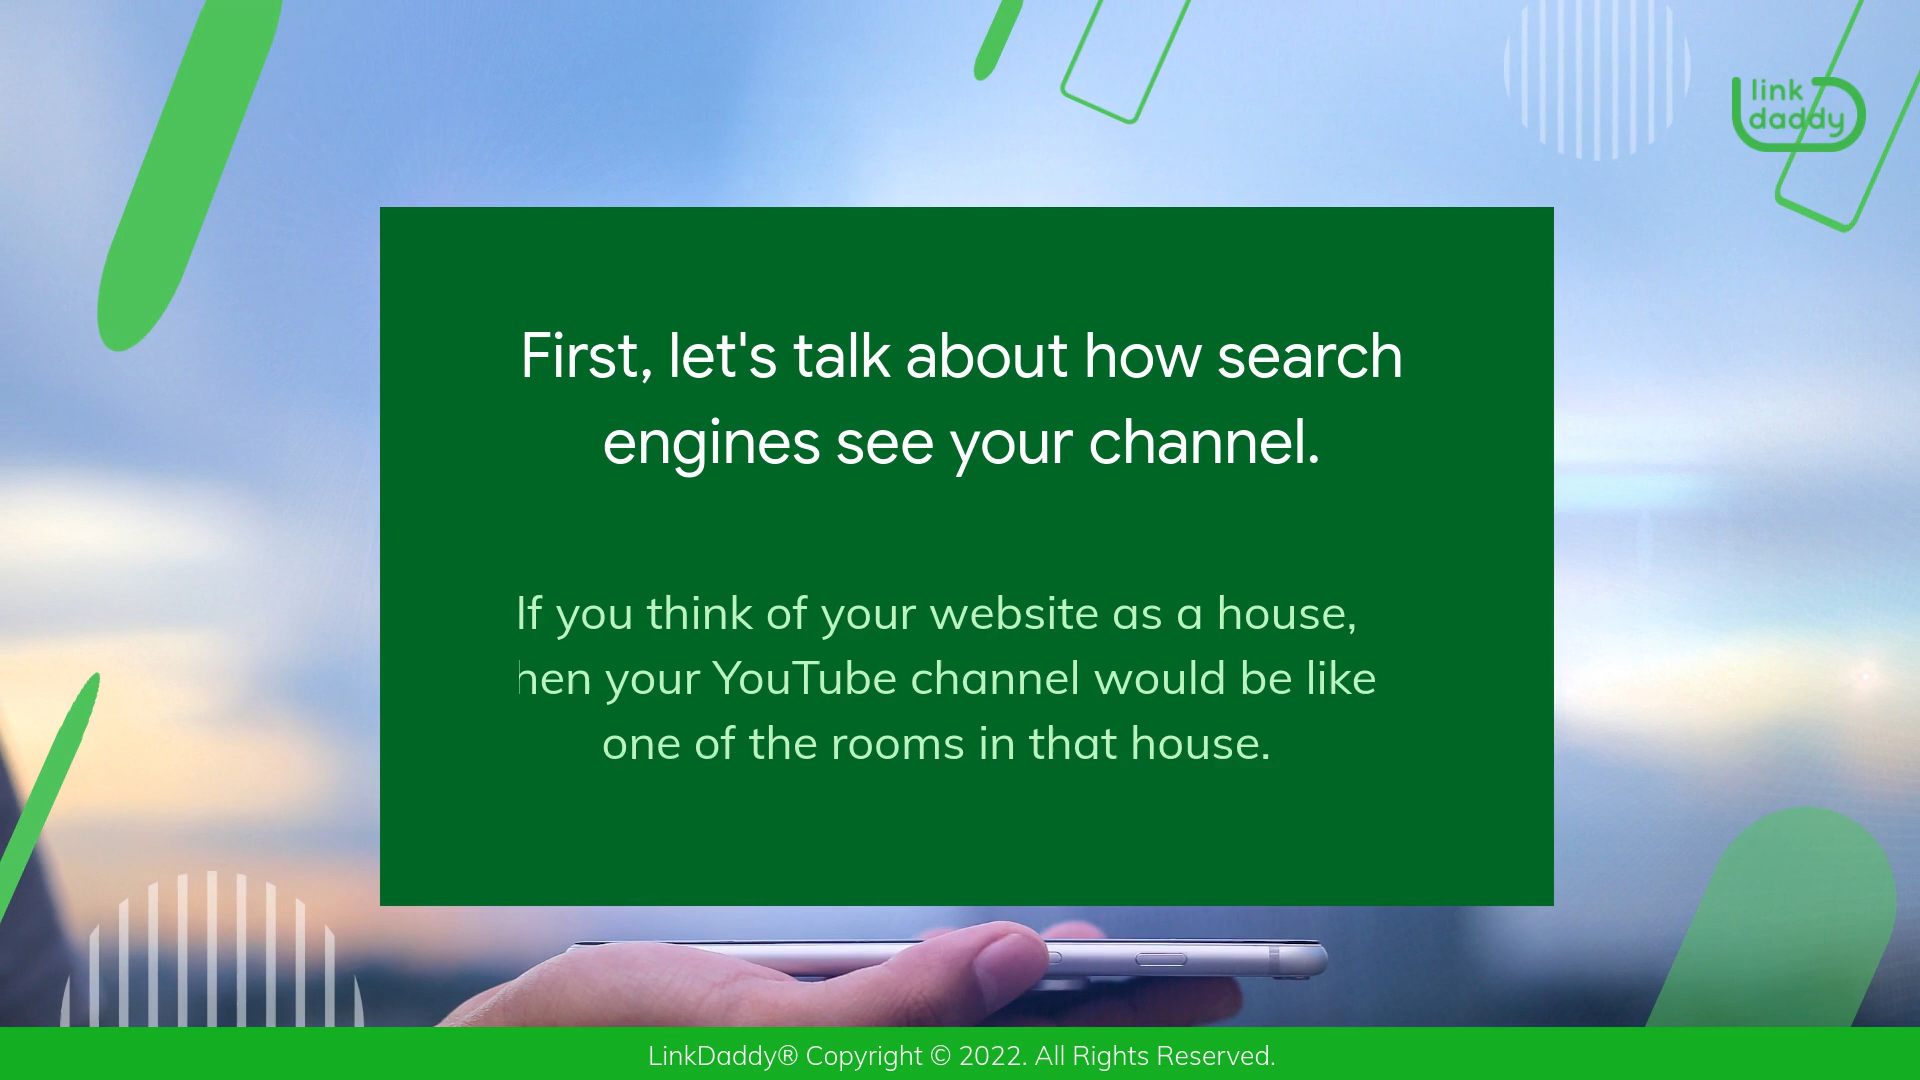 link
daddy
First, let's talk about how search
engines see your channel.
If you think of your website as a house,
hen your YouTube channel would be like
one of the rooms in that house.
LinkDaddy® Copyright © 2022. All Rights Reserved.